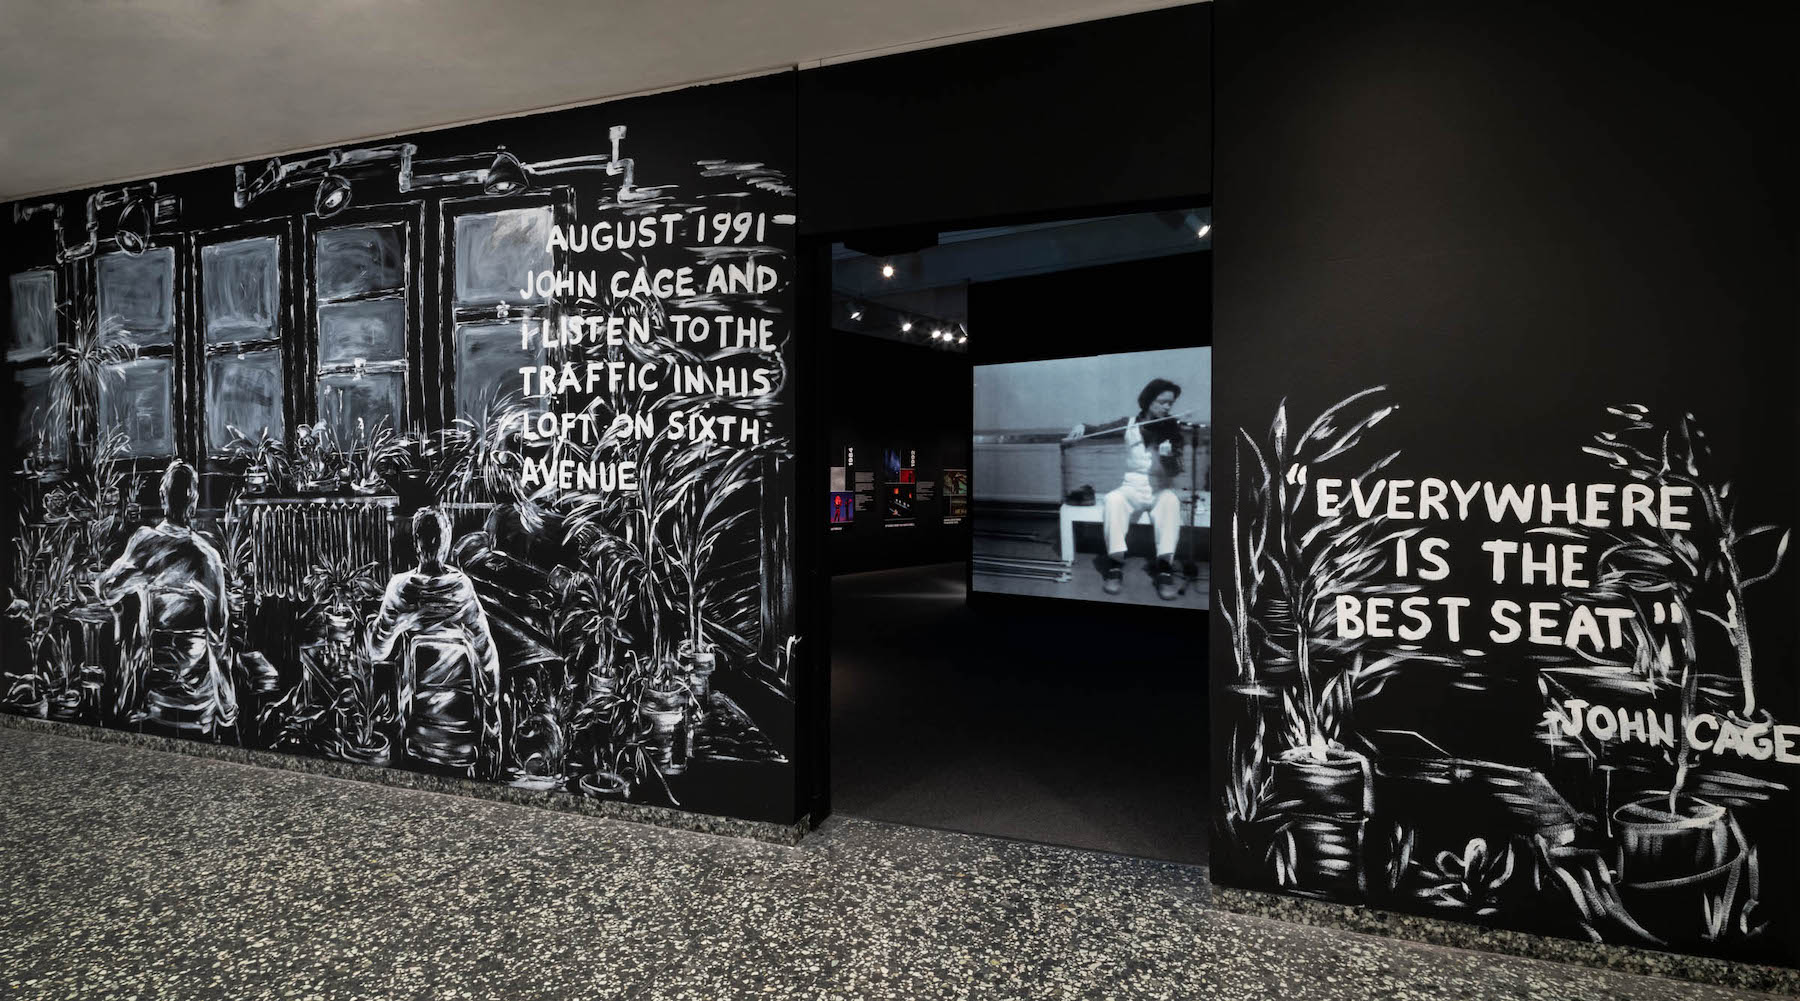 AUGUST 1991
JOHN CAGE AND
I LISTEN TO THE
TRAFFIC IN HIS
LOFT ON SIXTH
AVENUE
"EVERYWHERE
IS THE
BEST SEAT"
JOHN CAGE